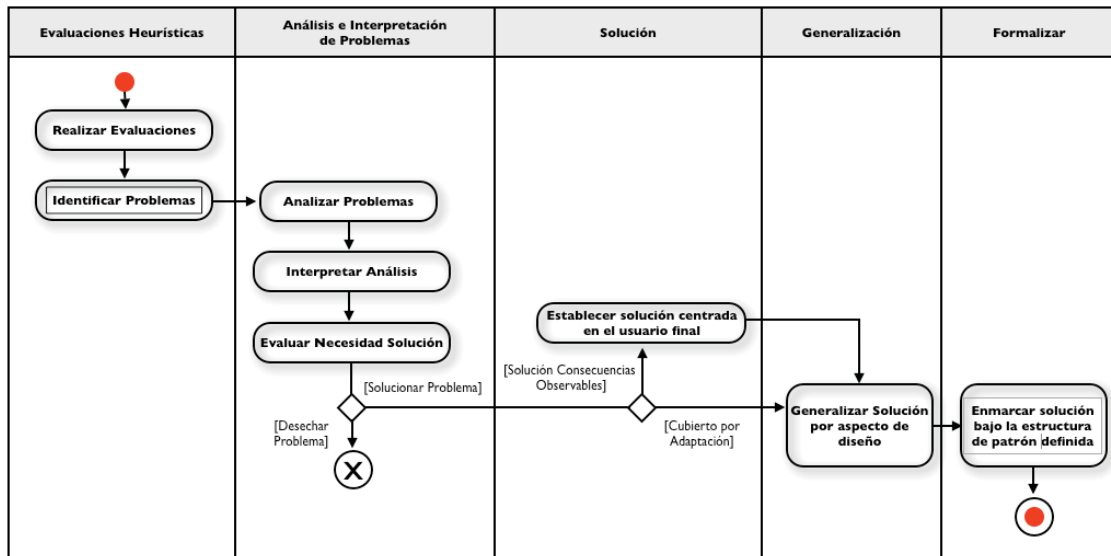 Evaluaciones Heurísticas
Análisis e Interpretación
de Problemas
Solución
Generalización
Formalizar
Realizar Evaluaciones
Identificar Problemas
Analizar Problemas
Interpretar Análisis
Evaluar Necesidad Solución
[Solucionar Problema]
[Desechar
Problema]
X
Establecer solución centrada
en el usuario final
[Solución Consecuencias
Observables]
[Cubierto por
Adaptación]
Generalizar Solución
por aspecto de
diseño
Enmarcar solución
bajo la estructura
de patrón definida